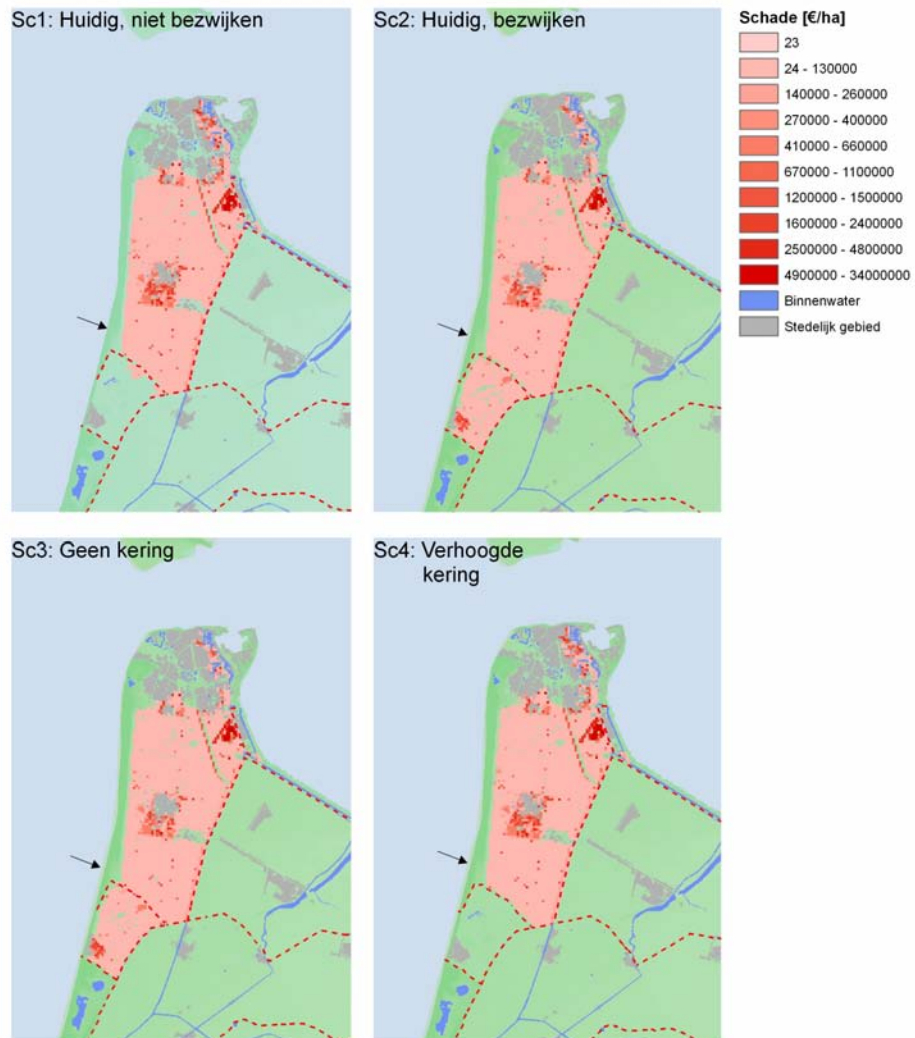 Sc1: Huidig, niet bezwijken
Sc2: Huidig, bezwijken
Schade [€/ha]
23
24 - 130000
140000 - 260000
270000 - 400000
410000 - 660000
670000 - 1100000
1200000 - 1500000
1600000 - 2400000
2500000 - 4800000
4900000 - 34000000
Binnenwater
Stedelijk gebied
Sc3: Geen kering
Sc4: Verhoogde
kering